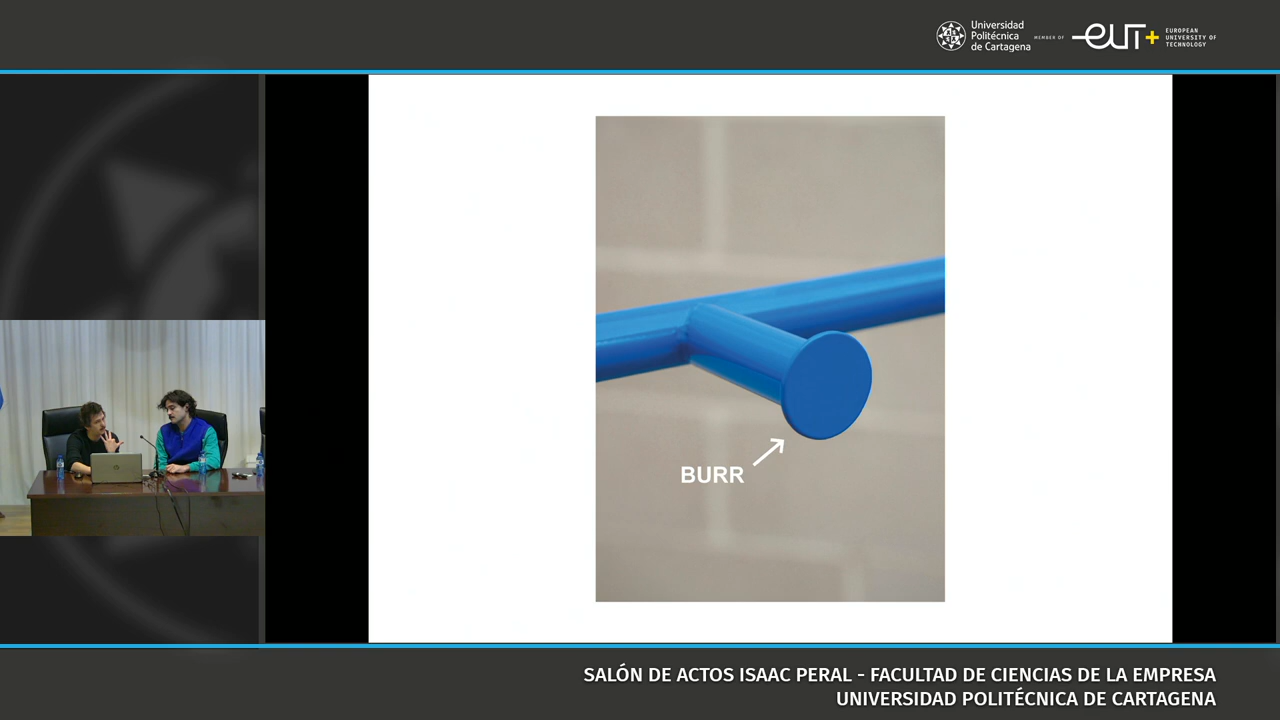 Universidad
Politécnica
de Cartagena
MEMBER OF
EUT+
EUROPEAN
UNIVERSITY OF
TECHNOLOGY
BURR
SALÓN DE ACTOS ISAAC PERAL - FACULTAD DE CIENCIAS DE LA EMPRESA
UNIVERSIDAD POLITÉCNICA DE CARTAGENA